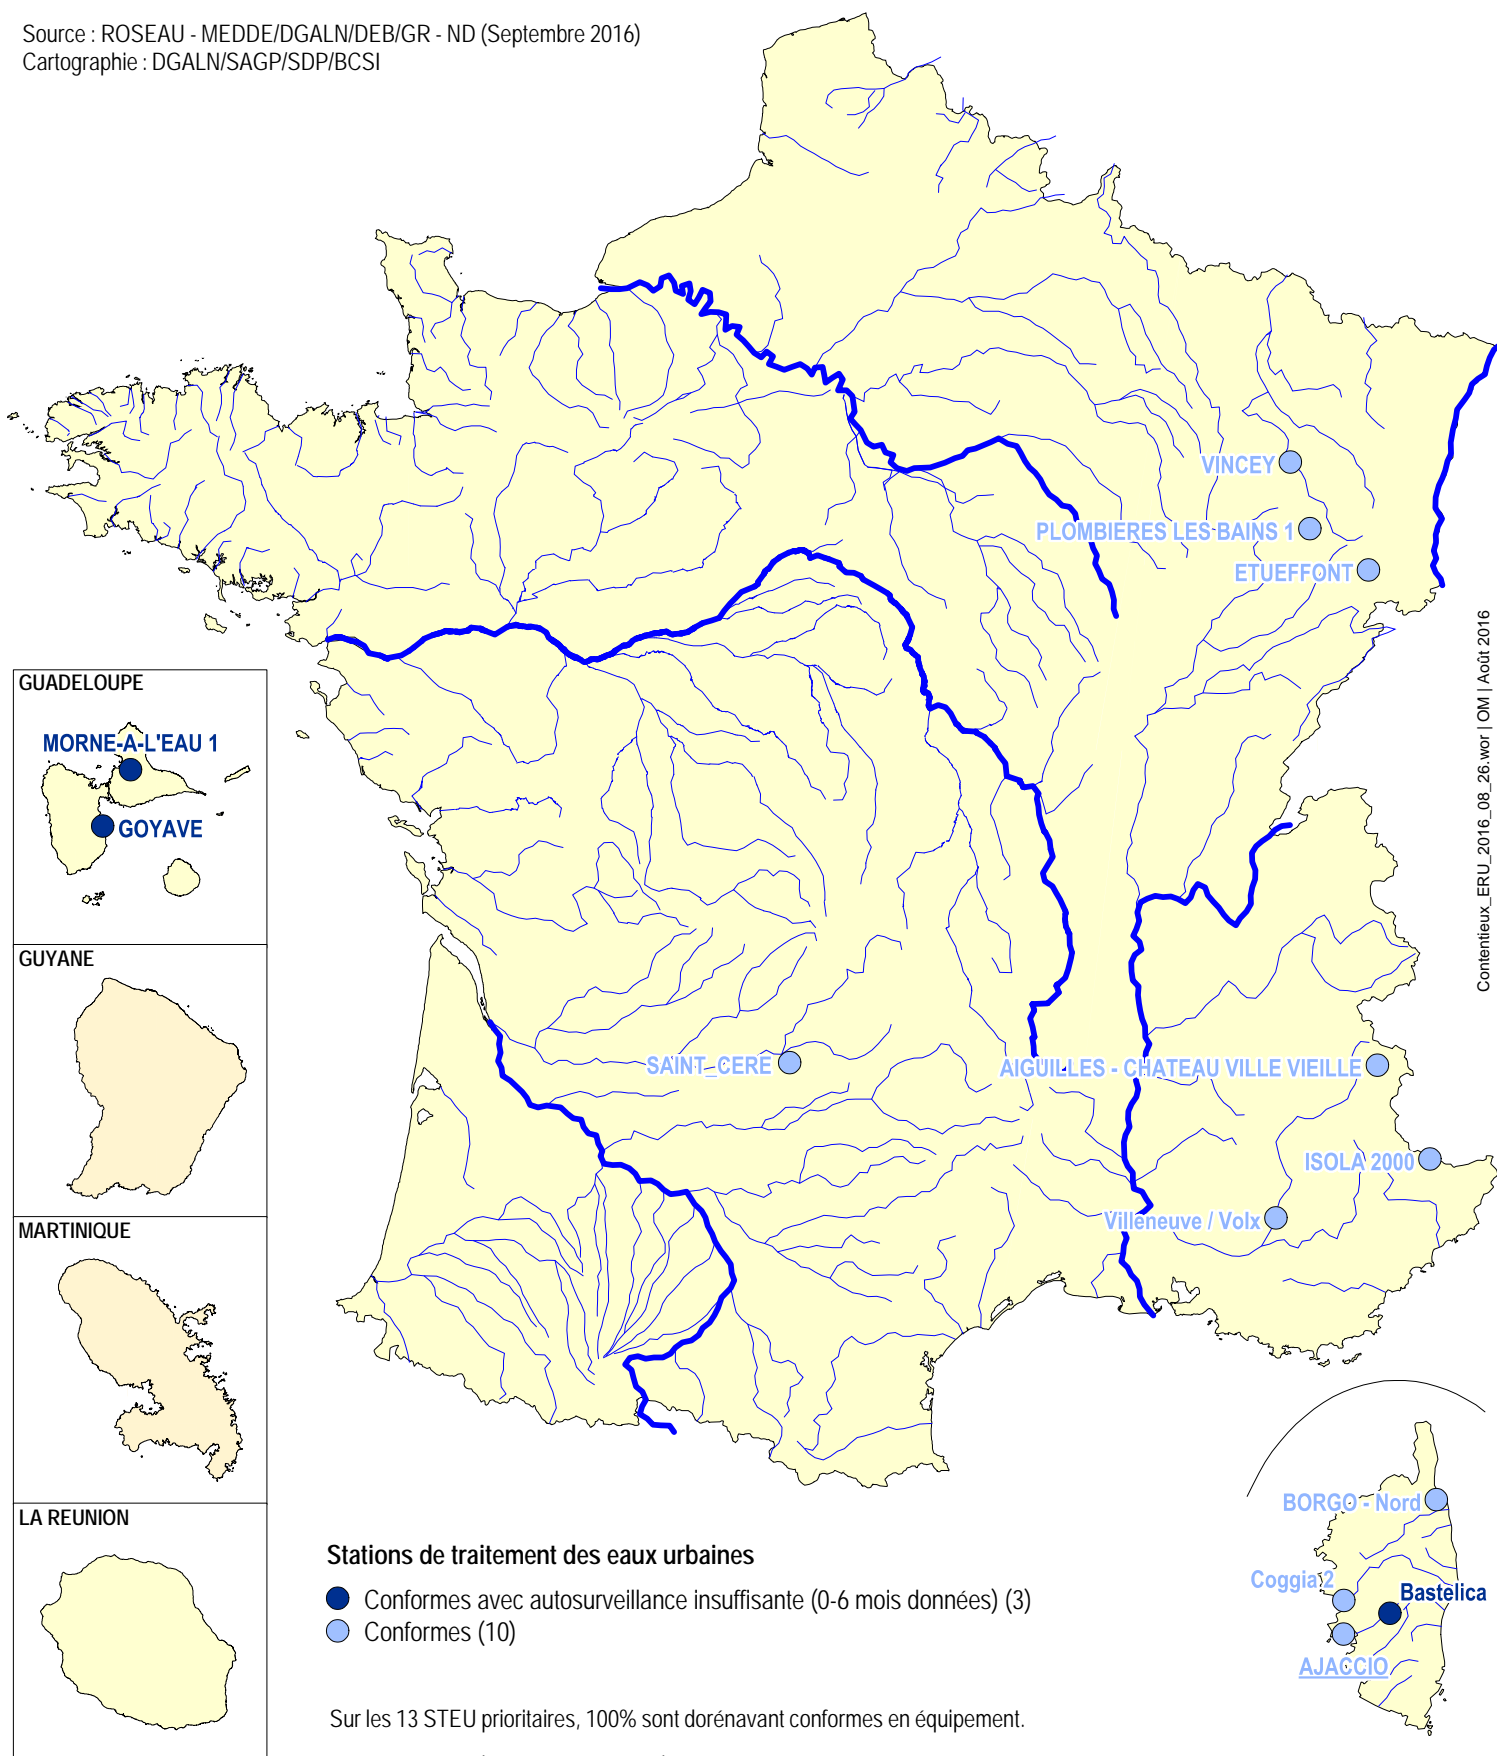 Source : ROSEAU - MEDDE/DGALN/DEB/GR - ND (Septembre 2016)
Cartographie : DGALN/SAGP/SDP/BCSI
VINCEY
PLOMBIERES LES BAINS 1
ETUEFFONT
Contentieux_ERU_2016_08_26.wor | OM | Août 2016
GUADELOUPE
MORNE-A-L'EAU 1
GOYAVE
GUYANE
SAINT_CERE
AIGUILLES - CHATEAU VILLE VIEILLE
ISOLA 2000
Villeneuve / Volx
MARTINIQUE
LA REUNION
BORGO - Nord
Coggia 2
Bastelica
AJACCIO
Stations de traitement des eaux urbaines
Conformes avec autosurveillance insuffisante (0-6 mois données) (3)
Conformes (10)
Sur les 13 STEU prioritaires, 100% sont dorénavant conformes en équipement.